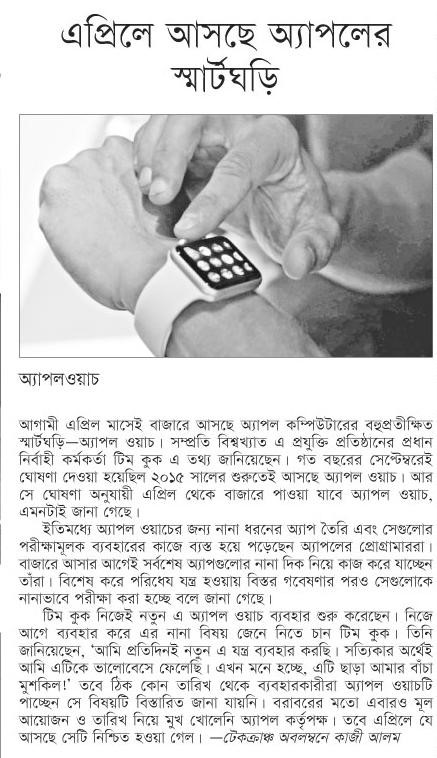 এপ্রিলে আসছে অ্যাপলের
স্মার্টঘড়ি
অ্যাপলওয়াচ
আগামী এপ্রিল মাসেই বাজারে আসছে অ্যাপল কম্পিউটারের বহুপ্রতীক্ষিত
স্মার্টঘড়ি—অ্যাপল ওয়াচ। সম্প্রতি বিশ্বখ্যাত এ প্রযুক্তি প্রতিষ্ঠানের প্রধান
নির্বাহী কর্মকর্তা টিম কুক এ তথ্য জানিয়েছেন। গত বছরের সেপ্টেম্বরেই
ঘোষণা দেওয়া হয়েছিল ২০১৫ সালের শুরুতেই আসছে অ্যাপল ওয়াচ। আর
সে ঘোষণা অনুযায়ী এপ্রিল থেকে বাজারে পাওয়া যাবে অ্যাপল ওয়াচ,
এমনটাই জানা গেছে।
ইতিমধ্যে অ্যাপল ওয়াচের জন্য নানা ধরনের অ্যাপ তৈরি এবং সেগুলোর
পরীক্ষামূলক ব্যবহারের কাজে ব্যস্ত হয়ে পড়েছেন অ্যাপলের প্রোগ্রামাররা।
বাজারে আসার আগেই সর্বশেষ অ্যাপগুলোর নানা দিক নিয়ে কাজ করে যাচ্ছেন
তাঁরা। বিশেষ করে পরিধেয় যন্ত্র হওয়ায় বিস্তর গবেষণার পরও সেগুলোকে
নানাভাবে পরীক্ষা করা হচ্ছে বলে জানা গেছে।
টিম কুক নিজেই নতুন এ অ্যাপল ওয়াচ ব্যবহার শুরু করেছেন। নিজে
আগে ব্যবহার করে এর নানা বিষয় জেনে নিতে চান টিম কুক। তিনি
জানিয়েছেন, ‘আমি প্রতিদিনই নতুন এ যন্ত্র ব্যবহার করছি। সত্যিকার অর্থেই
আমি এটিকে ভালোবেসে ফেলেছি। এখন মনে হচ্ছে, এটি ছাড়া আমার বাঁচা
মুশকিল!’ তবে ঠিক কোন তারিখ থেকে ব্যবহারকারীরা অ্যাপল ওয়াচটি
পাচ্ছেন সে বিষয়টি বিস্তারিত জানা যায়নি। বরাবরের মতো এবারও মূল
আয়োজন ও তারিখ নিয়ে মুখ খোলেনি অ্যাপল কর্তৃপক্ষ। তবে এপ্রিলে যে
আসছে সেটি নিশ্চিত হওয়া গেল। —টেকক্রাঞ্চ অবলম্বনে কাজী আলম